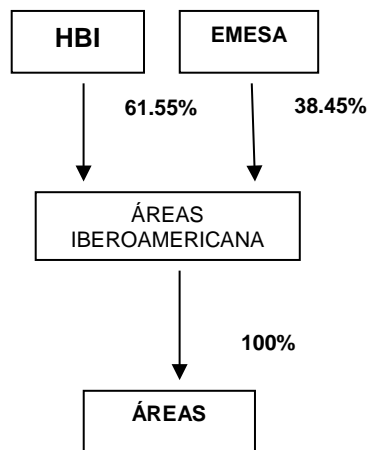 HBI
EMESA
61.55%
38.45%
ÁREAS
IBEROAMERICANA
100%
ÁREAS